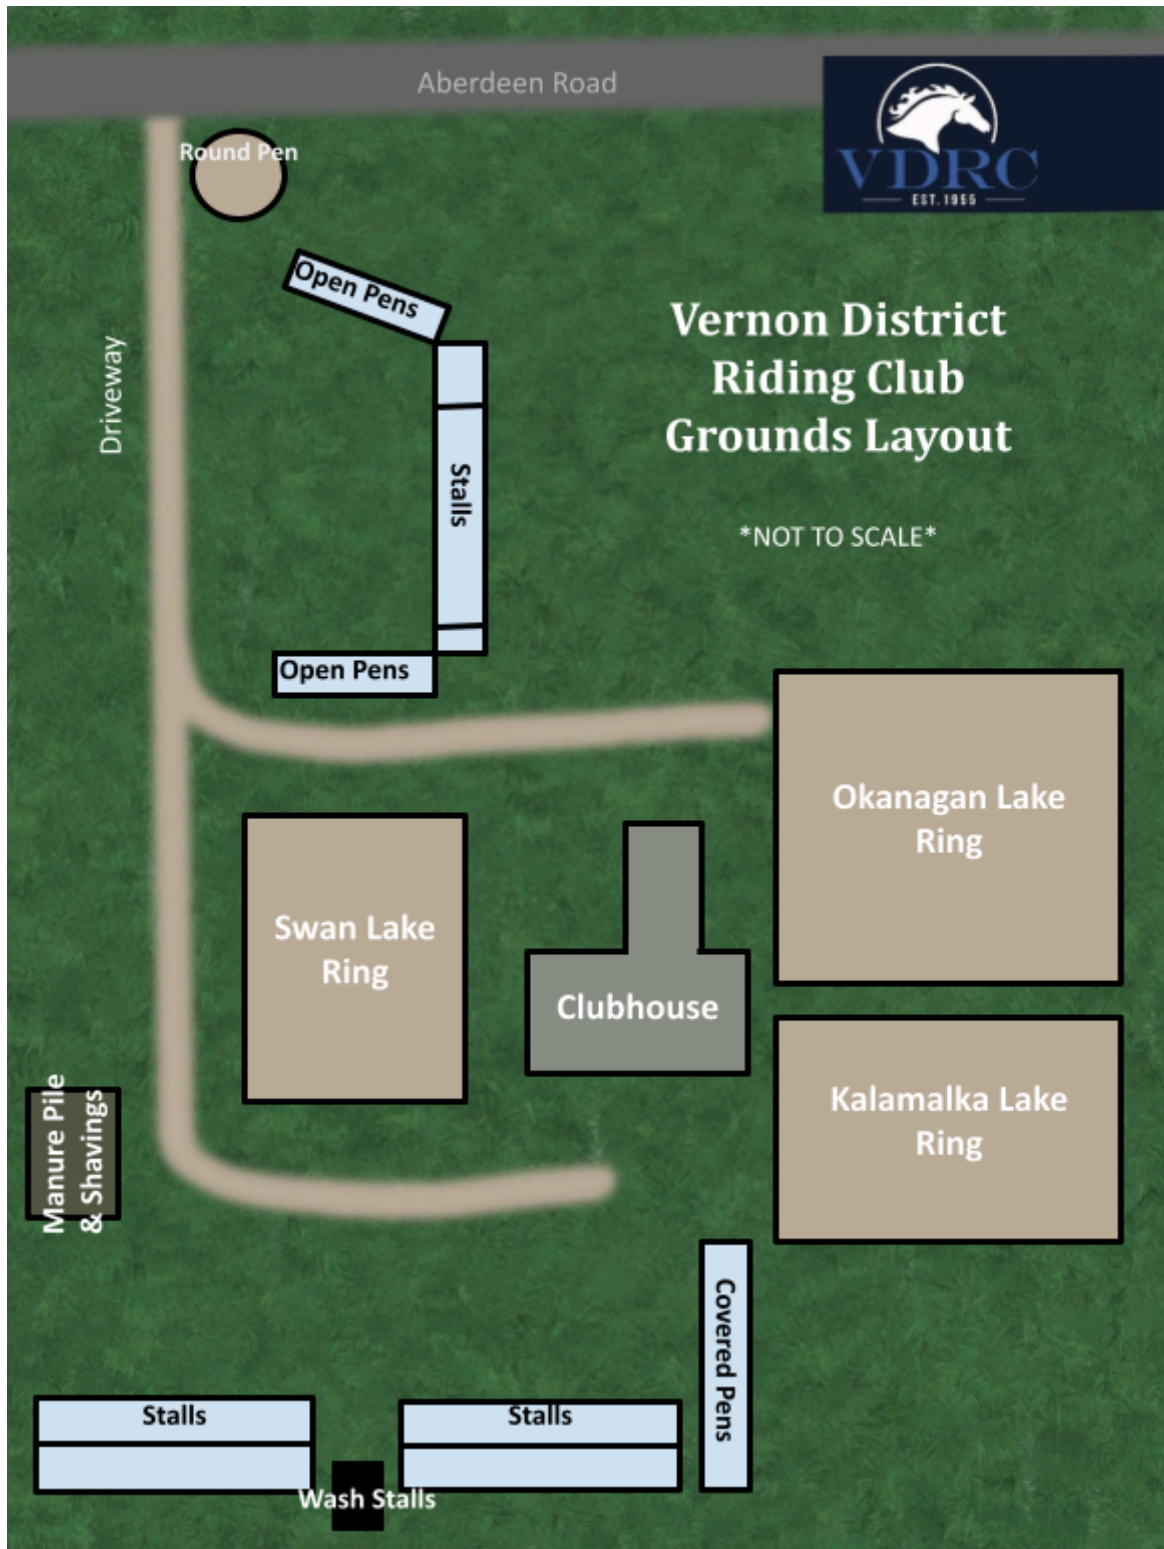 Aberdeen Road
VDRC
EST. 1955
Round Pen
Open Pens
Vernon District
Riding Club
Grounds Layout
Driveway
Stalls
*NOT TO SCALE*
Open Pens
Okanagan Lake
Ring
Swan Lake
Ring
Clubhouse
Kalamalka Lake
Ring
Manure Pile
& Shavings
Covered Pens
Stalls
Stalls
Wash Stalls